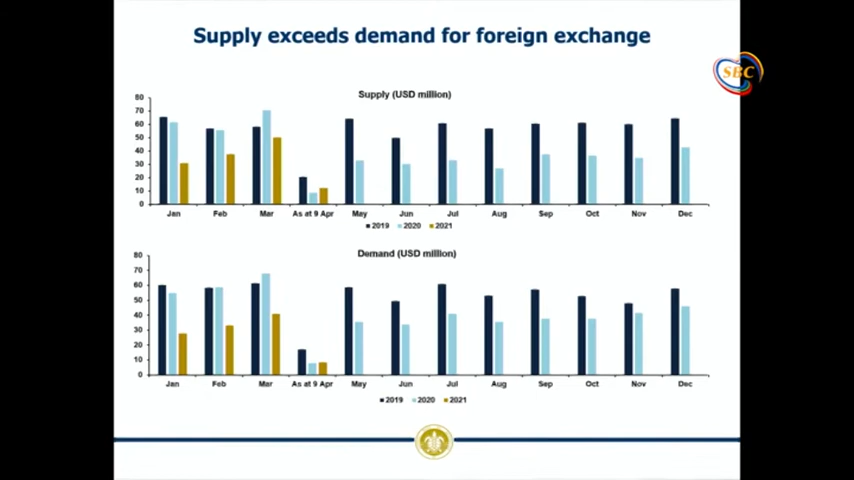 Supply exceeds demand for foreign exchange
SBC
Supply (USD million)
80
70
60
50
40
30
20
10
0
Jan Feb Mar As at 9 Apr May Jun Jul Aug Sep Oct Nov Dec
2019 2020 2021
Demand (USD million)
80
70
60
50
40
30
20
10
0
Jan Feb Mar As at 9 Apr May Jun Jul Aug Sep Oct Nov Dec
2019 2020 2021